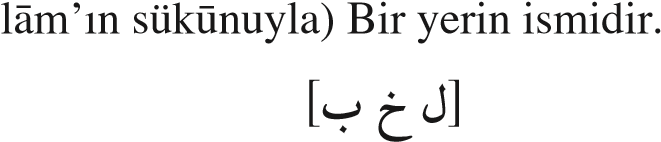 lām’ın sükūnuyla) Bir yerin ismidir.
[ل خ ب]